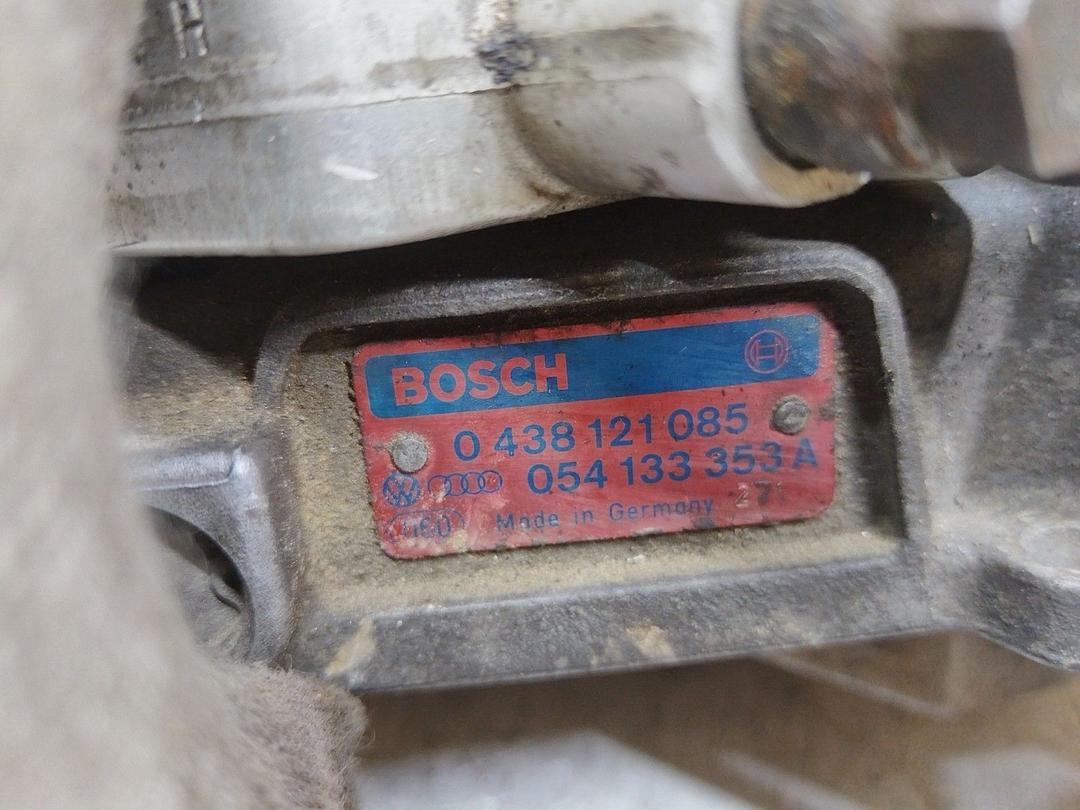 BOSCH
0 438 121 085
054 133 353 A
Made in Germany 271